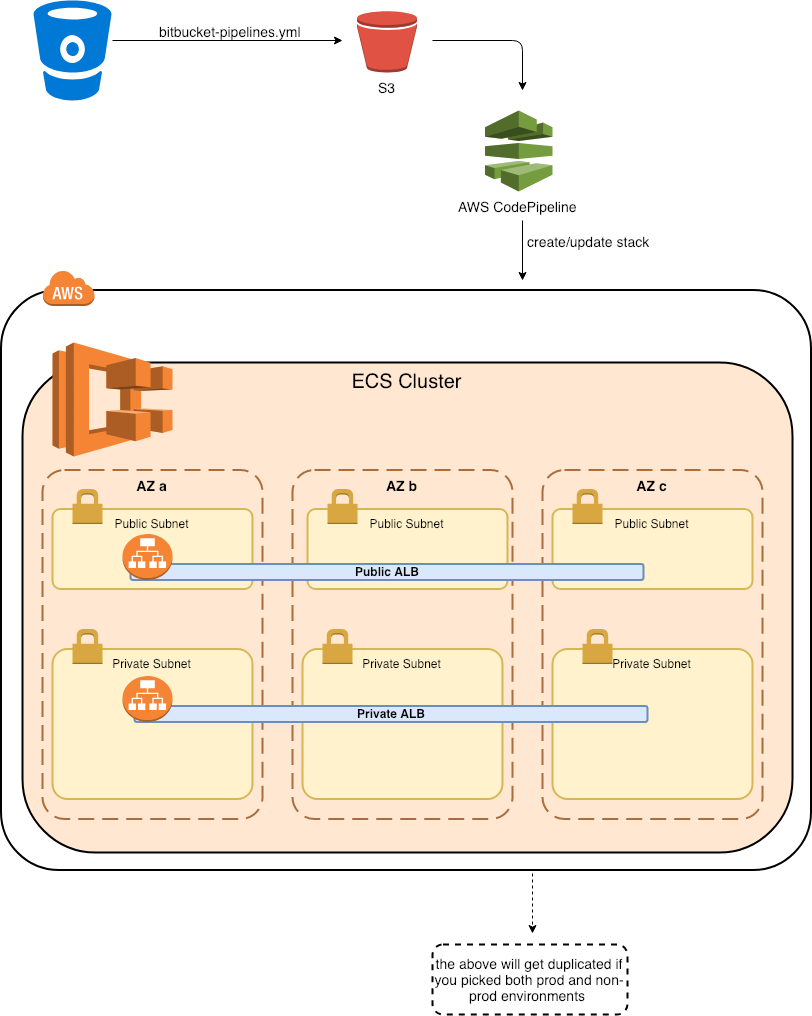 bitbucket-pipelines.yml
S3
AWS CodePipeline
create/update stack
AWS
ECS Cluster
AZ a
AZ b
AZ c
Public Subnet
Public Subnet
Public Subnet
Public ALB
Private Subnet
Private Subnet
Private Subnet
Private ALB
the above will get duplicated if
you picked both prod and non-
prod environments